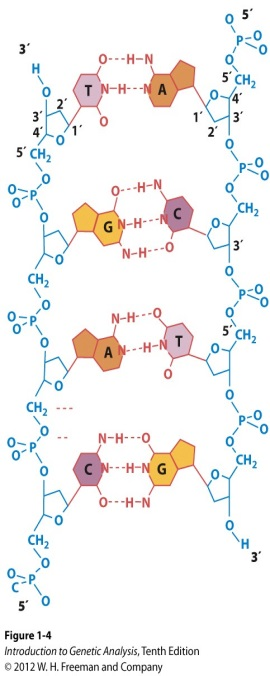 5´ O
3´
P O
O
H O H N O
5´
O T N H N A 4´
3´ 2´ O 1´ O 3´
4´ 1´ 2´
O O
5´ CH2
O P O P O
O O
O O H N CH2
O G N H N C O
O N H O 3´
CH2 O
O P O P O
O O
O N H O 5´ CH2
A N H N T
O O O
CH2 O
O P O P O
O O
O N H O CH2
C N H N G
O O H N O
CH2 O
O H
O P 3´
C O
5´
Figure 1-4
Introduction to Genetic Analysis, Tenth Edition
© 2012 W. H. Freeman and Company